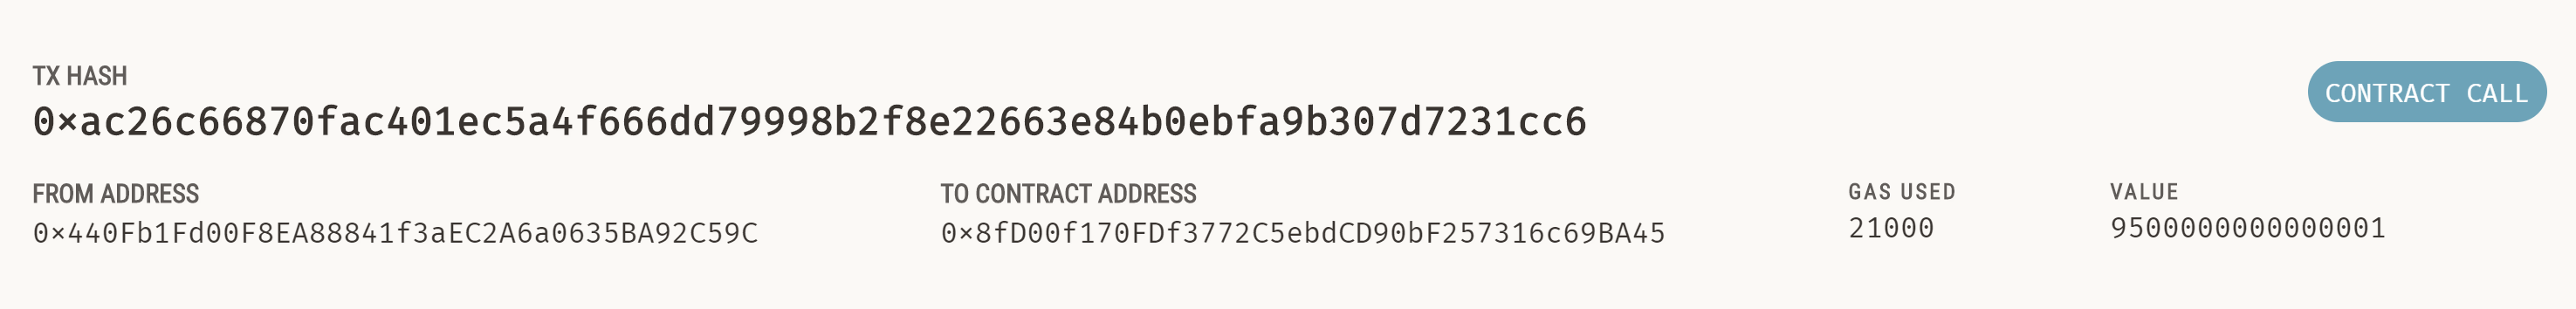 TX HASH
0×ac26c66870fac401ec5a4f666dd79998b2f8e22663e84b0ebfa9b307d7231cc6
CONTRACT CALL
FROM ADDRESS
0×440Fb1Fd00F8EA88841f3aEC2A6a0635BA92C59C
TO CONTRACT ADDRESS
0×8fD00f170FDf3772C5ebdCD90bF257316c69BA45
GAS USED
21000
VALUE
9500000000000001